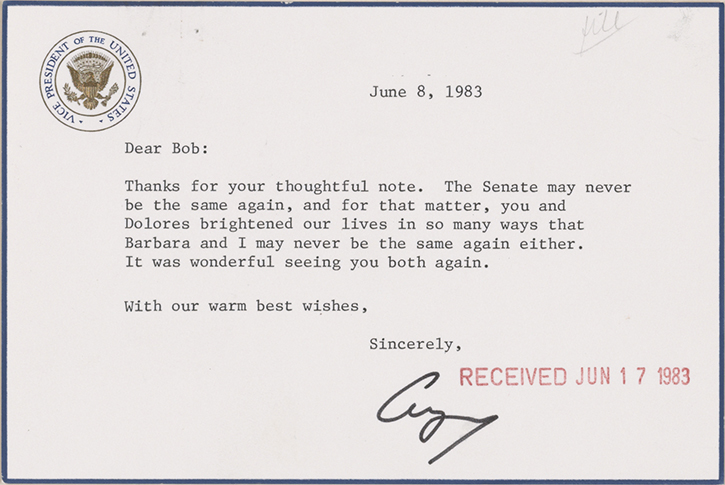 file
VICE PRESIDENT OF THE UNITED STATES
June 8, 1983
Dear Bob:
Thanks for your thoughtful note. The Senate may never
be the same again, and for that matter, you and
Dolores brightened our lives in so many ways that
Barbara and I may never be the same again either.
It was wonderful seeing you both again.
With our warm best wishes,
Sincerely,
RECEIVED JUN 17 1983